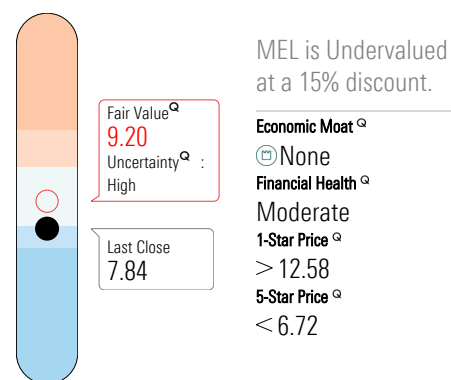 MEL is Undervalued
at a 15% discount.
Fair Value Q
9.20
Uncertainty Q :
High
Last Close
7.84
Economic Moat Q
None
Financial Health Q
Moderate
1-Star Price Q
> 12.58
5-Star Price Q
< 6.72